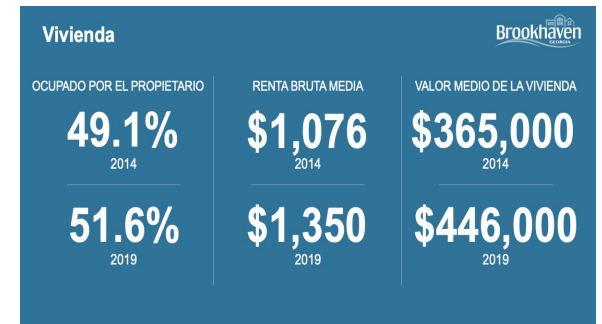 Vivienda
Brookhaven
GEORGIA
OCUPADO POR EL PROPIETARIO
49.1%
2014
51.6%
2019
RENTA BRUTA MEDIA
$1,076
2014
$1,350
2019
VALOR MEDIO DE LA VIVIENDA
$365,000
2014
$446,000
2019